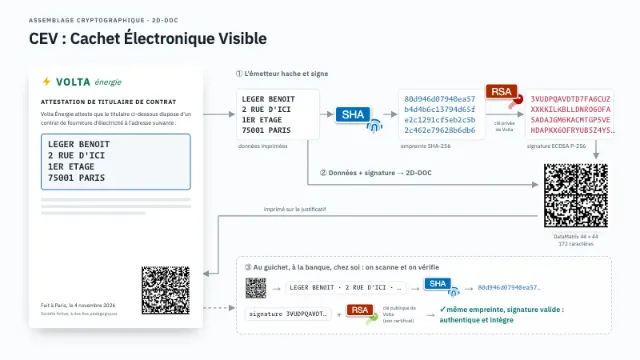 ASSEMBLAGE CRYPTOGRAPHIQUE · 2D-DOC
CEV : Cachet Électronique Visible
VOLTA énergie
ATTESTATION DE TITULAIRE DE CONTRAT
Volta Énergie atteste que le titulaire ci-dessous dispose d'un
contrat de fourniture d'électricité à l'adresse suivante :
LEGER BENOIT
2 RUE D'ICI
1ER ETAGE
75001 PARIS
Fait à Paris, le 4 novembre 2026
① L'émetteur hache et signe
LEGER BENOIT
2 RUE D'ICI
1ER ETAGE
75001 PARIS
données imprimées
SHA
80d946d07940ea57
b4d4b6c13794d65f
e2c1291cf5eb2c5b
2c462e79628b6db6
empreinte SHA-256
RSA
clé privée
de Volta
3VUDPQAVDTD7FA6CUZ
XXKKILKBLLDNRO6OFA
SADAJGM6KACMTGP5VE
HDAPKX6OFRYUB5Z4Y5…
signature ECDSA P-256
② Données + signature → 2D-DOC
imprimé sur le justificatif
DataMatrix 44 × 44
172 caractères
③ Au guichet, à la banque, chez soi : on scanne et on vérifie
LEGER BENOIT · 2 RUE D'ICI · …
SHA
80d946d07940ea57…
signature 3VUDPQAVDT…
+
RSA
clé publique de
Volta
(son certificat)
✓ même empreinte, signature valide :
authentique et intègre